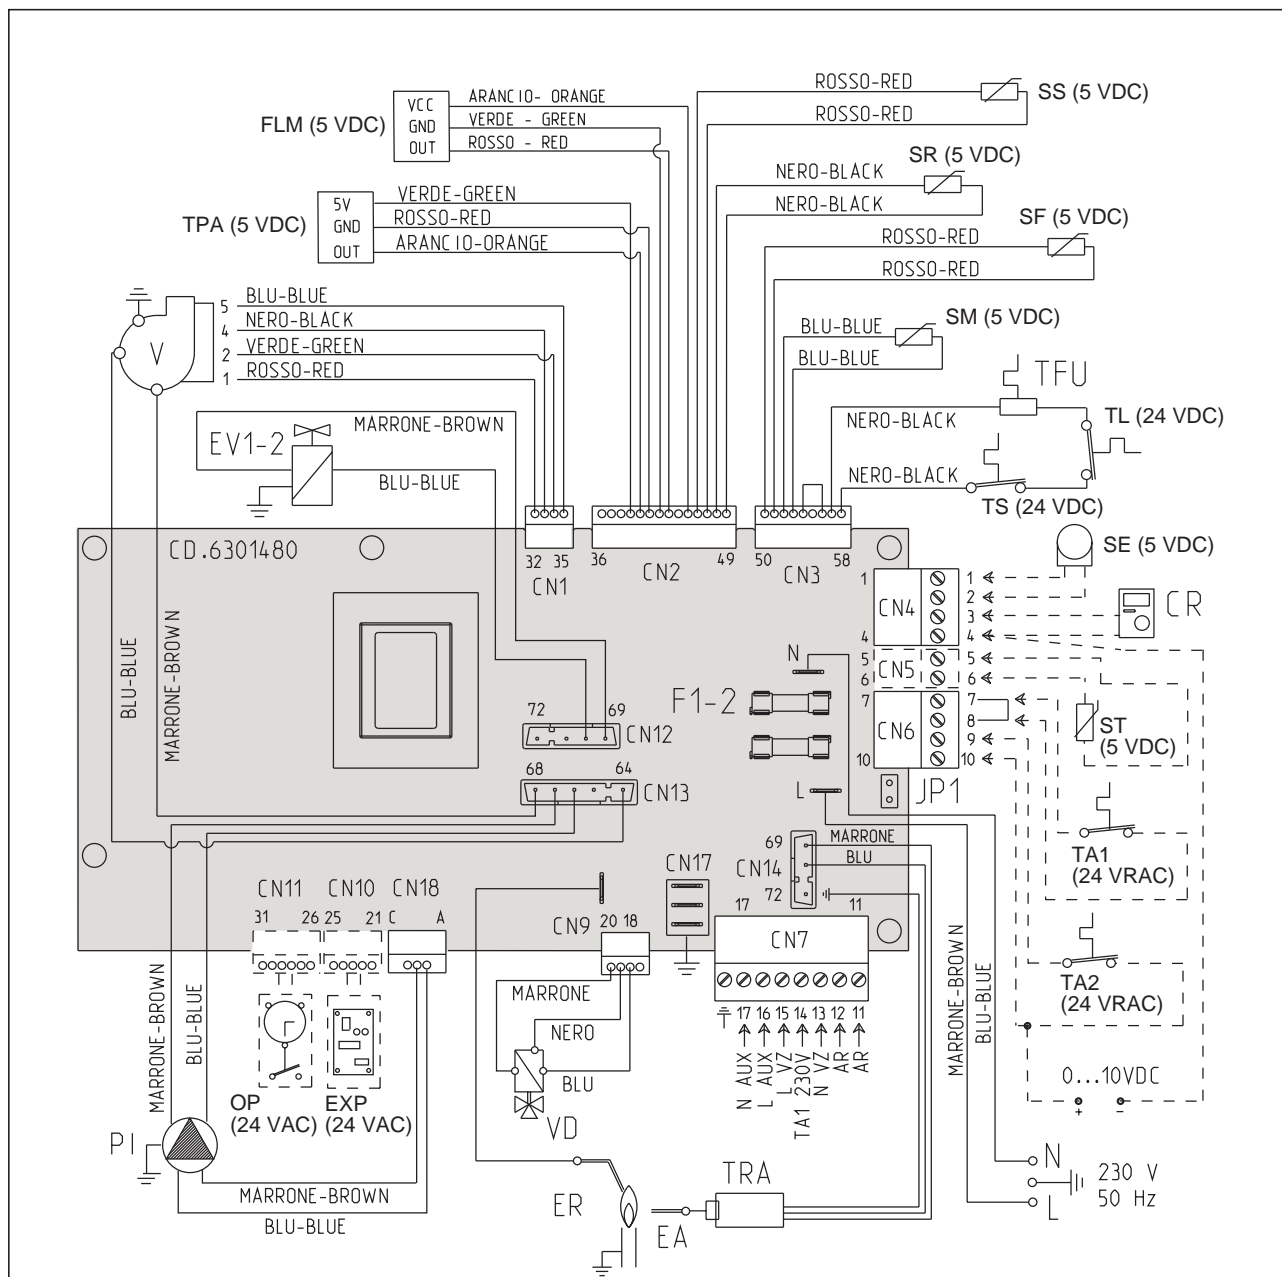 FLM (5 VDC)
VCC
GND
OUT
ARANCIO- ORANGE
VERDE - GREEN
ROSSO - RED
ROSSO-RED
ROSSO-RED
SS (5 VDC)
TPA (5 VDC)
5V
GND
OUT
VERDE-GREEN
ROSSO-RED
ARANCIO-ORANGE
NERO-BLACK
NERO-BLACK
SR (5 VDC)
ROSSO-RED
ROSSO-RED
SF (5 VDC)
V
5
4
2
1
BLU-BLUE
NERO-BLACK
VERDE-GREEN
ROSSO-RED
BLU-BLUE
BLU-BLUE
SM (5 VDC)
TFU
NERO-BLACK
TL (24 VDC)
NERO-BLACK
TS (24 VDC)
EV1-2
MARRONE-BROWN
BLU-BLUE
CD.6301480
32 35
CN1
36 49
CN2
50 58
CN3
SE (5 VDC)
CR
1
4
CN4
1
2
3
4
5
6
CN5
5
6
7
10
CN6
7
8
9
10
ST
(5 VDC)
JP1
N
F1-2
L
BLU-BLUE
MARRONE-BROWN
72 69
CN12
68 64
CN13
TA1
(24 VRAC)
TA2
(24 VRAC)
69
CN14
72
MARRONE
BLU
CN17
CN11
31 26
CN10
25 21
CN18
C A
CN9
20 18
17 11
CN7
17 16 15 14 13 12 11
N AUX
L AUX
L VZ
TA1 230V
N VZ
AR
AR
MARRONE-BROWN
BLU-BLUE
OP
(24 VAC)
EXP
(24 VAC)
MARRONE
NERO
BLU
VD
MARRONE-BROWN
BLU-BLUE
0...10VDC
+ -
PI
MARRONE-BROWN
BLU-BLUE
ER
EA
TRA
N
L
230 V
50 Hz